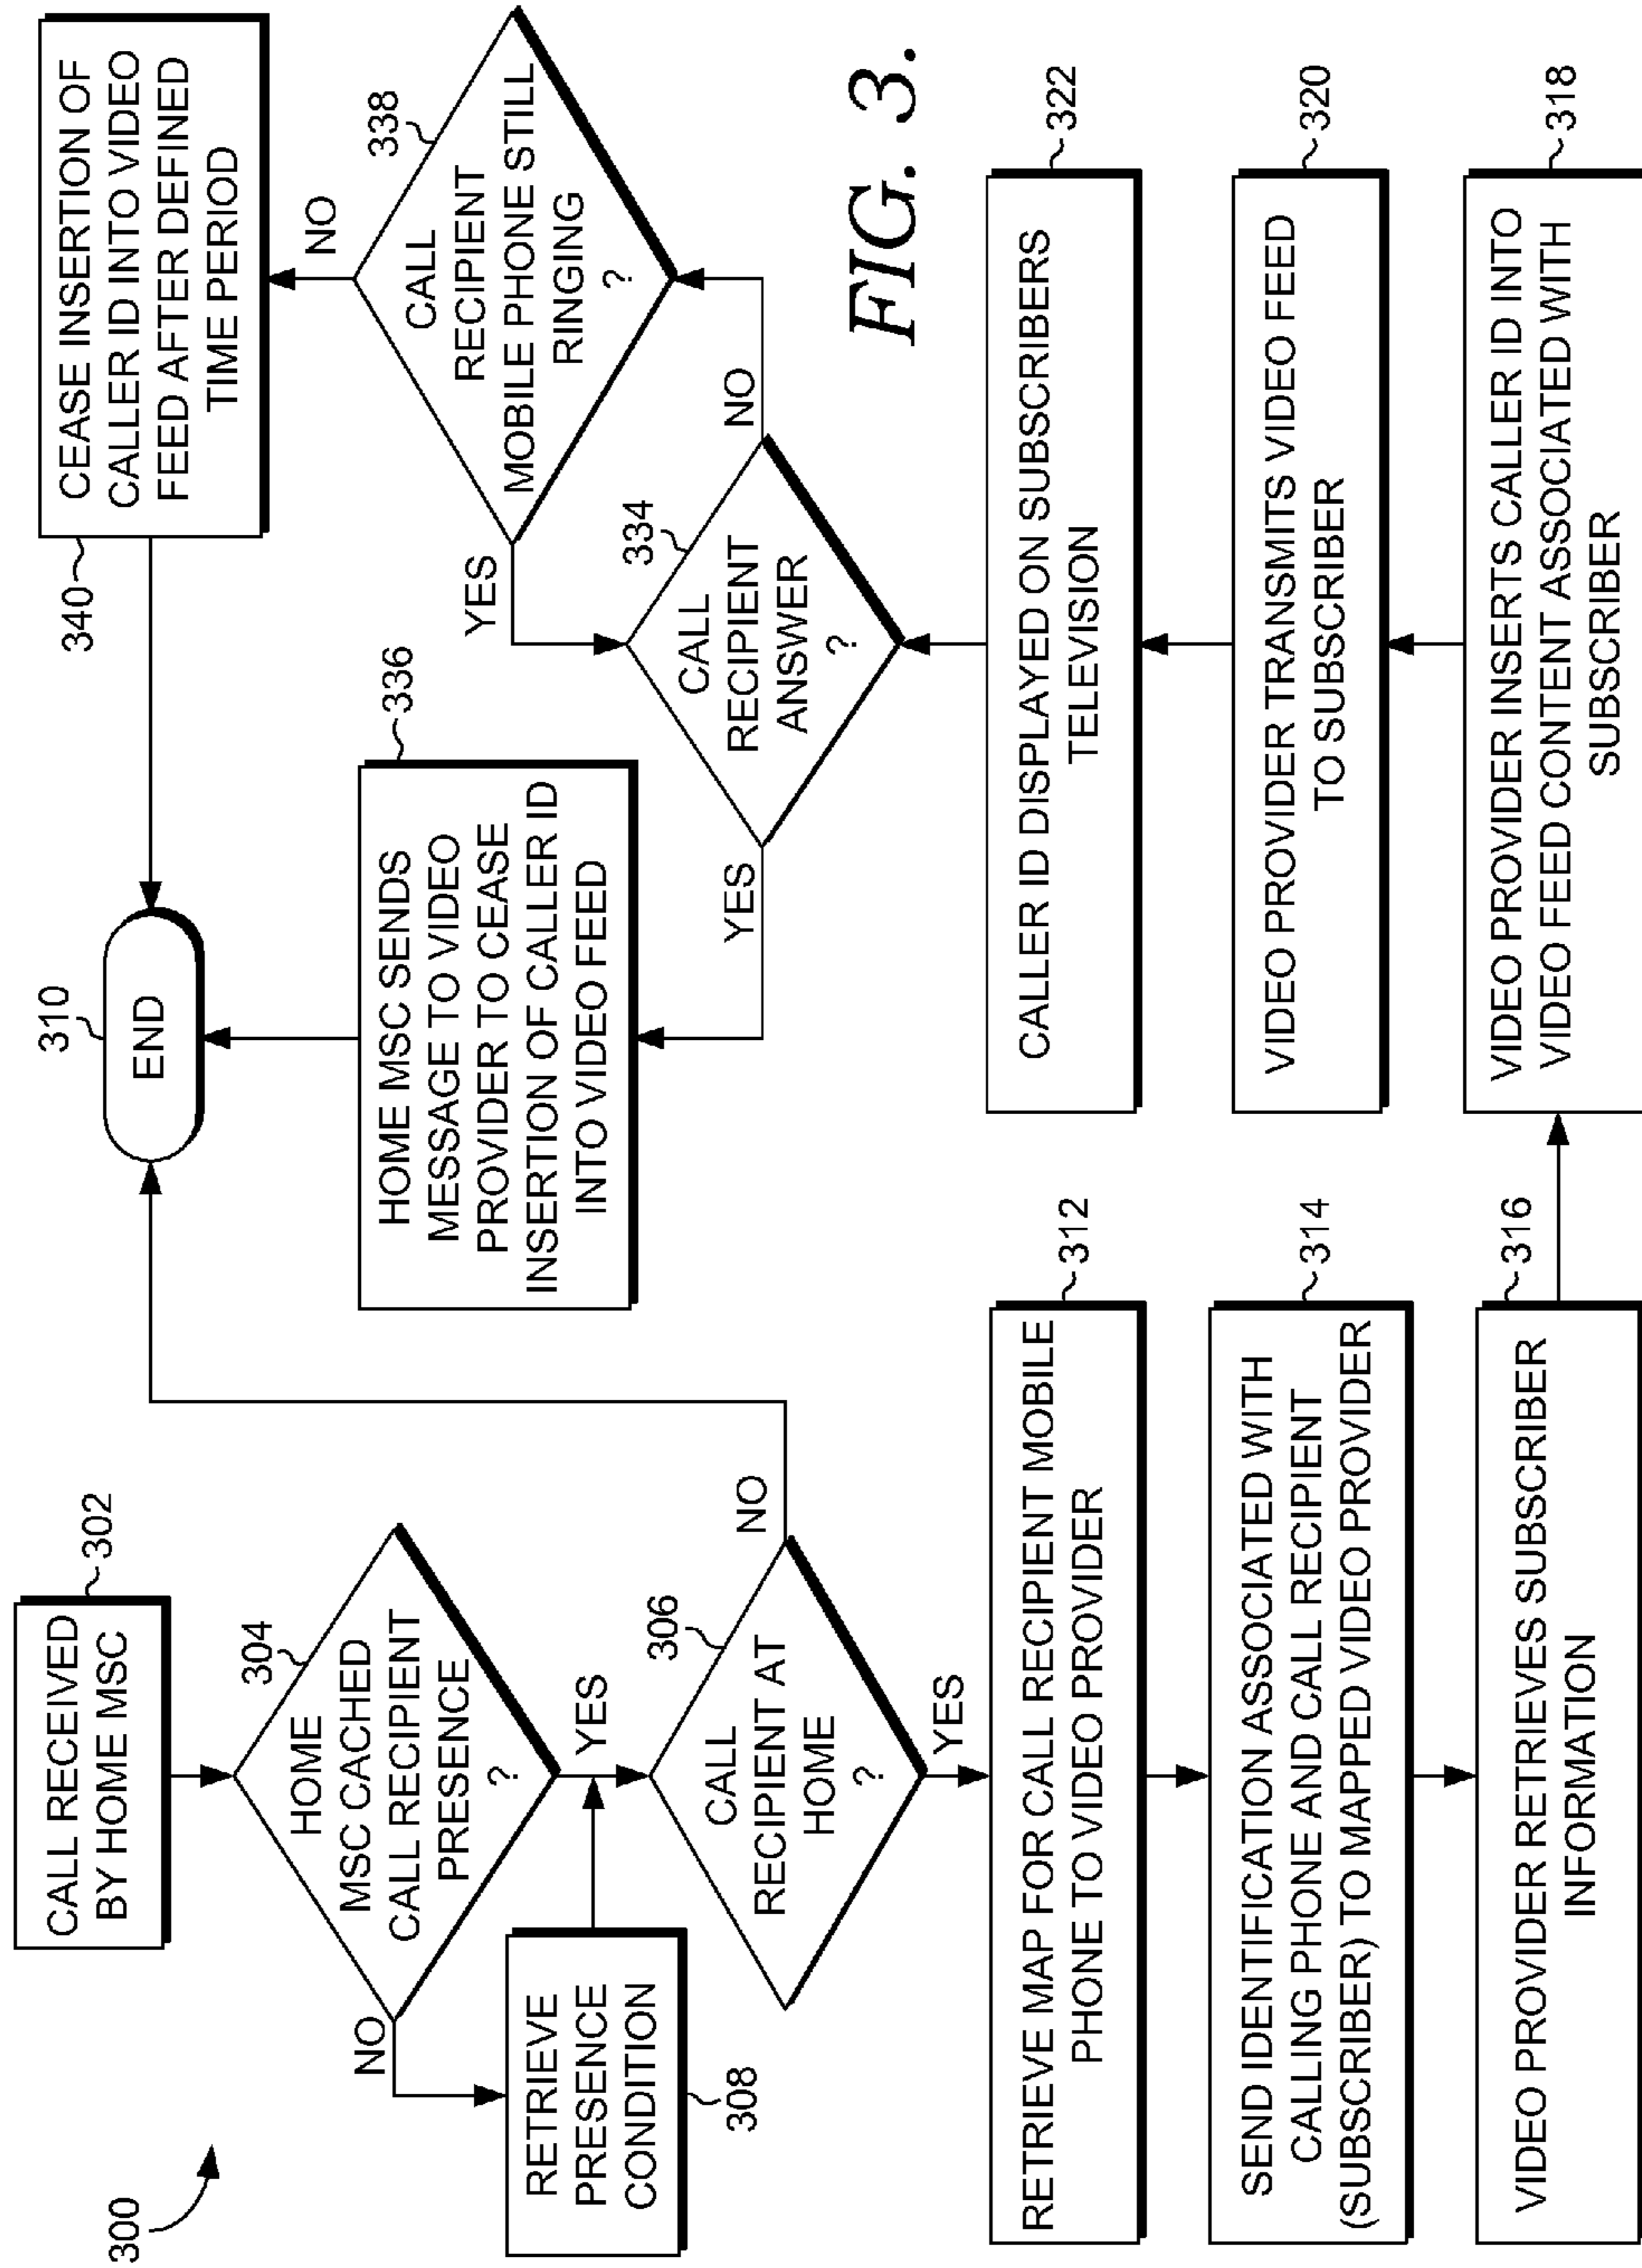 300
CALL RECEIVED
BY HOME MSC
302
HOME
MSC CACHED
CALL RECIPIENT
PRESENCE
?
304
NO
YES
RETRIEVE
PRESENCE
CONDITION
308
CALL
RECIPIENT AT
HOME
?
306
NO
YES
RETRIEVE MAP FOR CALL RECIPIENT MOBILE
PHONE TO VIDEO PROVIDER
312
SEND IDENTIFICATION ASSOCIATED WITH
CALLING PHONE AND CALL RECIPIENT
(SUBSCRIBER) TO MAPPED VIDEO PROVIDER
314
VIDEO PROVIDER RETRIEVES SUBSCRIBER
INFORMATION
316
VIDEO PROVIDER INSERTS CALLER ID INTO
VIDEO FEED CONTENT ASSOCIATED WITH
SUBSCRIBER
318
VIDEO PROVIDER TRANSMITS VIDEO FEED
TO SUBSCRIBER
320
CALLER ID DISPLAYED ON SUBSCRIBERS
TELEVISION
322
CALL
RECIPIENT
ANSWER
?
334
YES
NO
HOME MSC SENDS
MESSAGE TO VIDEO
PROVIDER TO CEASE
INSERTION OF CALLER ID
INTO VIDEO FEED
336
CALL
RECIPIENT
MOBILE PHONE STILL
RINGING
?
338
YES
NO
CEASE INSERTION OF
CALLER ID INTO VIDEO
FEED AFTER DEFINED
TIME PERIOD
340
END
310
FIG. 3.